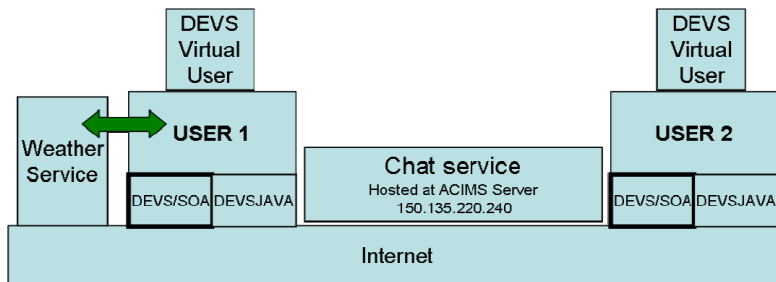 DEVS
Virtual
User
DEVS
Virtual
User
Weather
Service
USER 1
DEVS/SOA
DEVSJAVA
Chat service
Hosted at ACIMS Server
150.135.220.240
USER 2
DEVS/SOA
DEVSJAVA
Internet